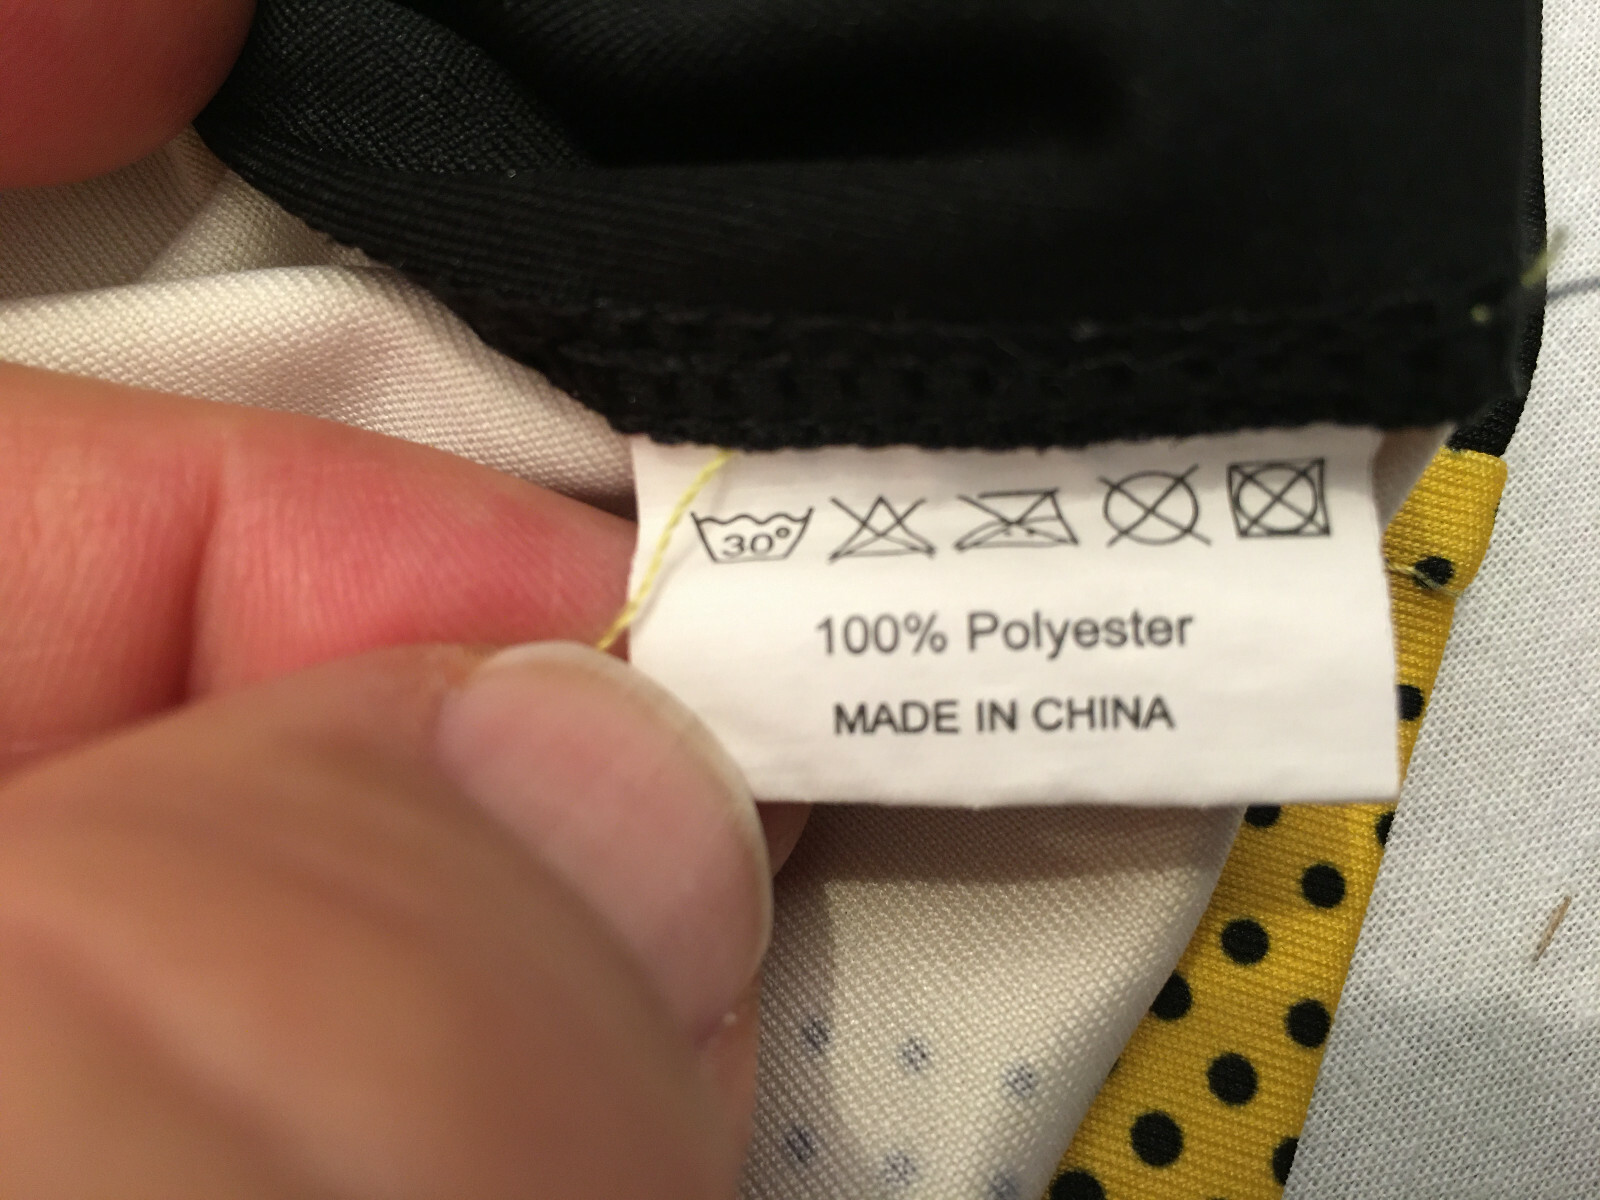 30°
100% Polyester
MADE IN CHINA